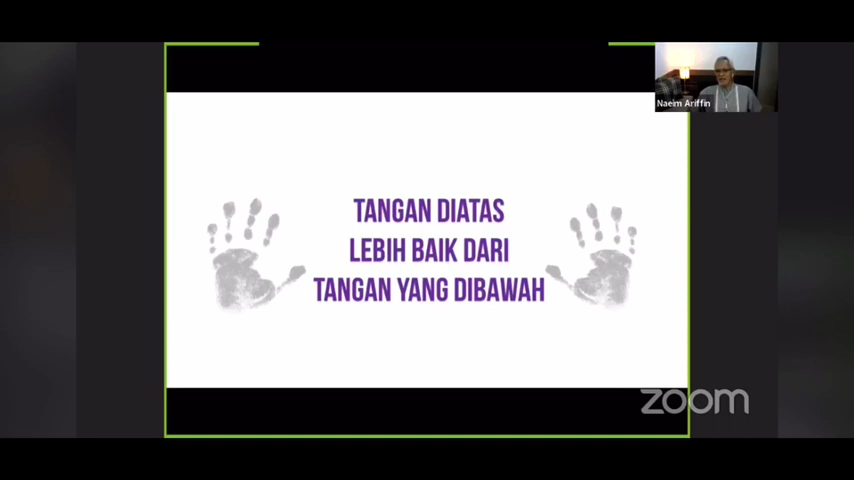 Naeim Ariffin
TANGAN DIATAS
LEBIH BAIK DARI
TANGAN YANG DIBAWAH
zoom